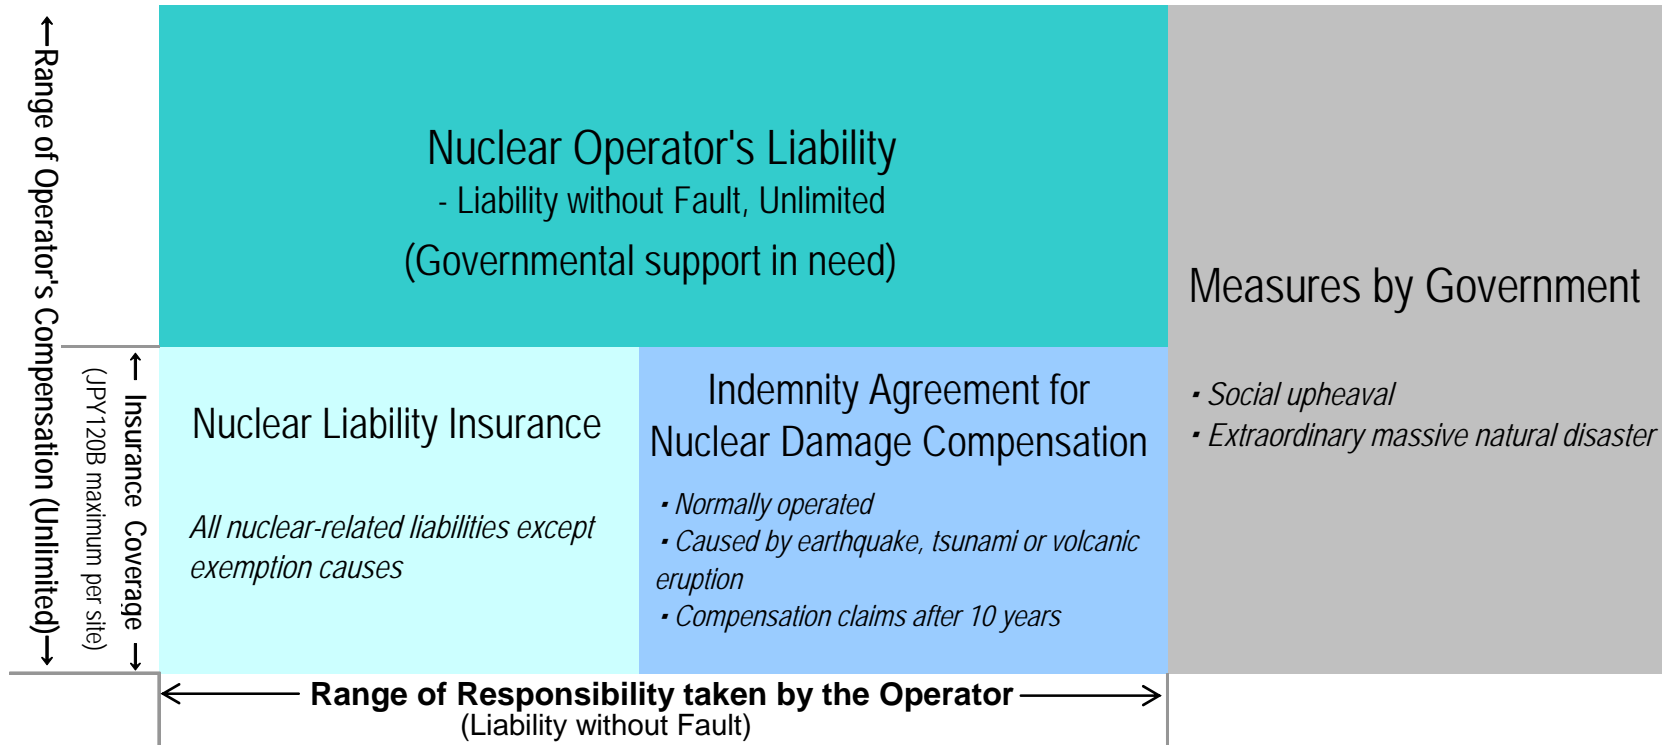 ←Range of Operator's Compensation (Unlimited)→
← Insurance Coverage →
(JPY120B maximum per site)
Nuclear Operator's Liability
- Liability without Fault, Unlimited
(Governmental support in need)
Nuclear Liability Insurance
All nuclear-related liabilities except
exemption causes
Indemnity Agreement for
Nuclear Damage Compensation
・Normally operated
・Caused by earthquake, tsunami or volcanic
eruption
・Compensation claims after 10 years
Measures by Government
・Social upheaval
・Extraordinary massive natural disaster
Range of Responsibility taken by the Operator
(Liability without Fault)